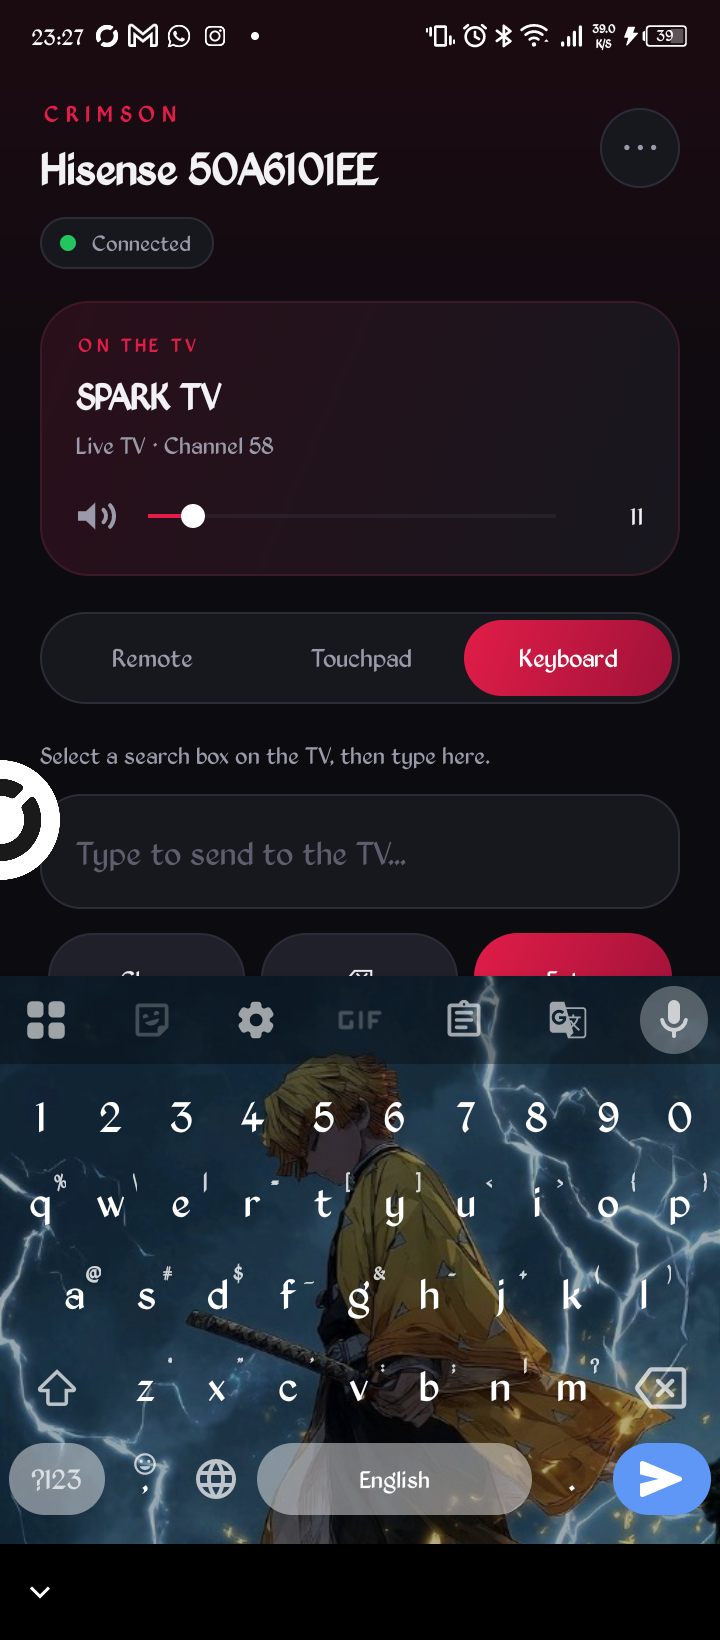 23:27
39.0
K/S
39
CRIMSON
Hisense 50A6101EE
Connected
ON THE TV
SPARK TV
Live TV · Channel 58
11
Remote Touchpad Keyboard
Select a search box on the TV, then type here.
Type to send to the TV...
GIF
1 2 3 4 5 6 7 8 9 0
% \ | = [ ] < > { }
q w e r t y u i o p
@ # $ _ & - + ( )
a s d f g h j k l
* " ' : ; ! ?
z x c v b n m
?123 , English .